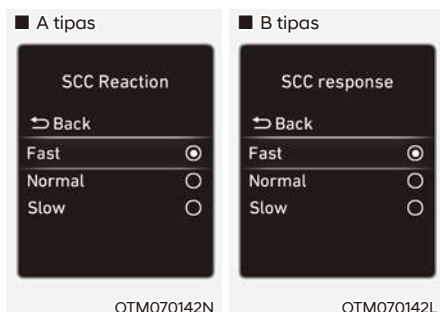 ■ A tipas
SCC Reaction
Back
Fast
Normal
Slow
OTM070142N
■ B tipas
SCC response
Back
Fast
Normal
Slow
OTM070142L